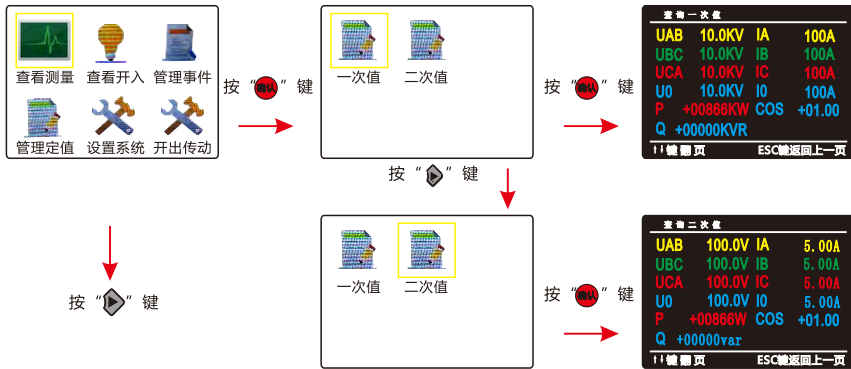 查看测量 查看开入 管理事件
管理定值 设置系统 开出传动
按“确认”键
一次值 二次值
按“确认”键
查询一次值
UAB 10.0KV IA 100A
UBC 10.0KV IB 100A
UCA 10.0KV IC 100A
U0 10.0KV I0 100A
P +00866KW COS +01.00
Q +00000KVR
↑↓键翻页 ESC键返回上一页
按“ ”键
按“ ”键
一次值 二次值
按“确认”键
查询二次值
UAB 100.0V IA 5.00A
UBC 100.0V IB 5.00A
UCA 100.0V IC 5.00A
U0 100.0V I0 5.00A
P +00866W COS +01.00
Q +00000var
↑↓键翻页 ESC键返回上一页